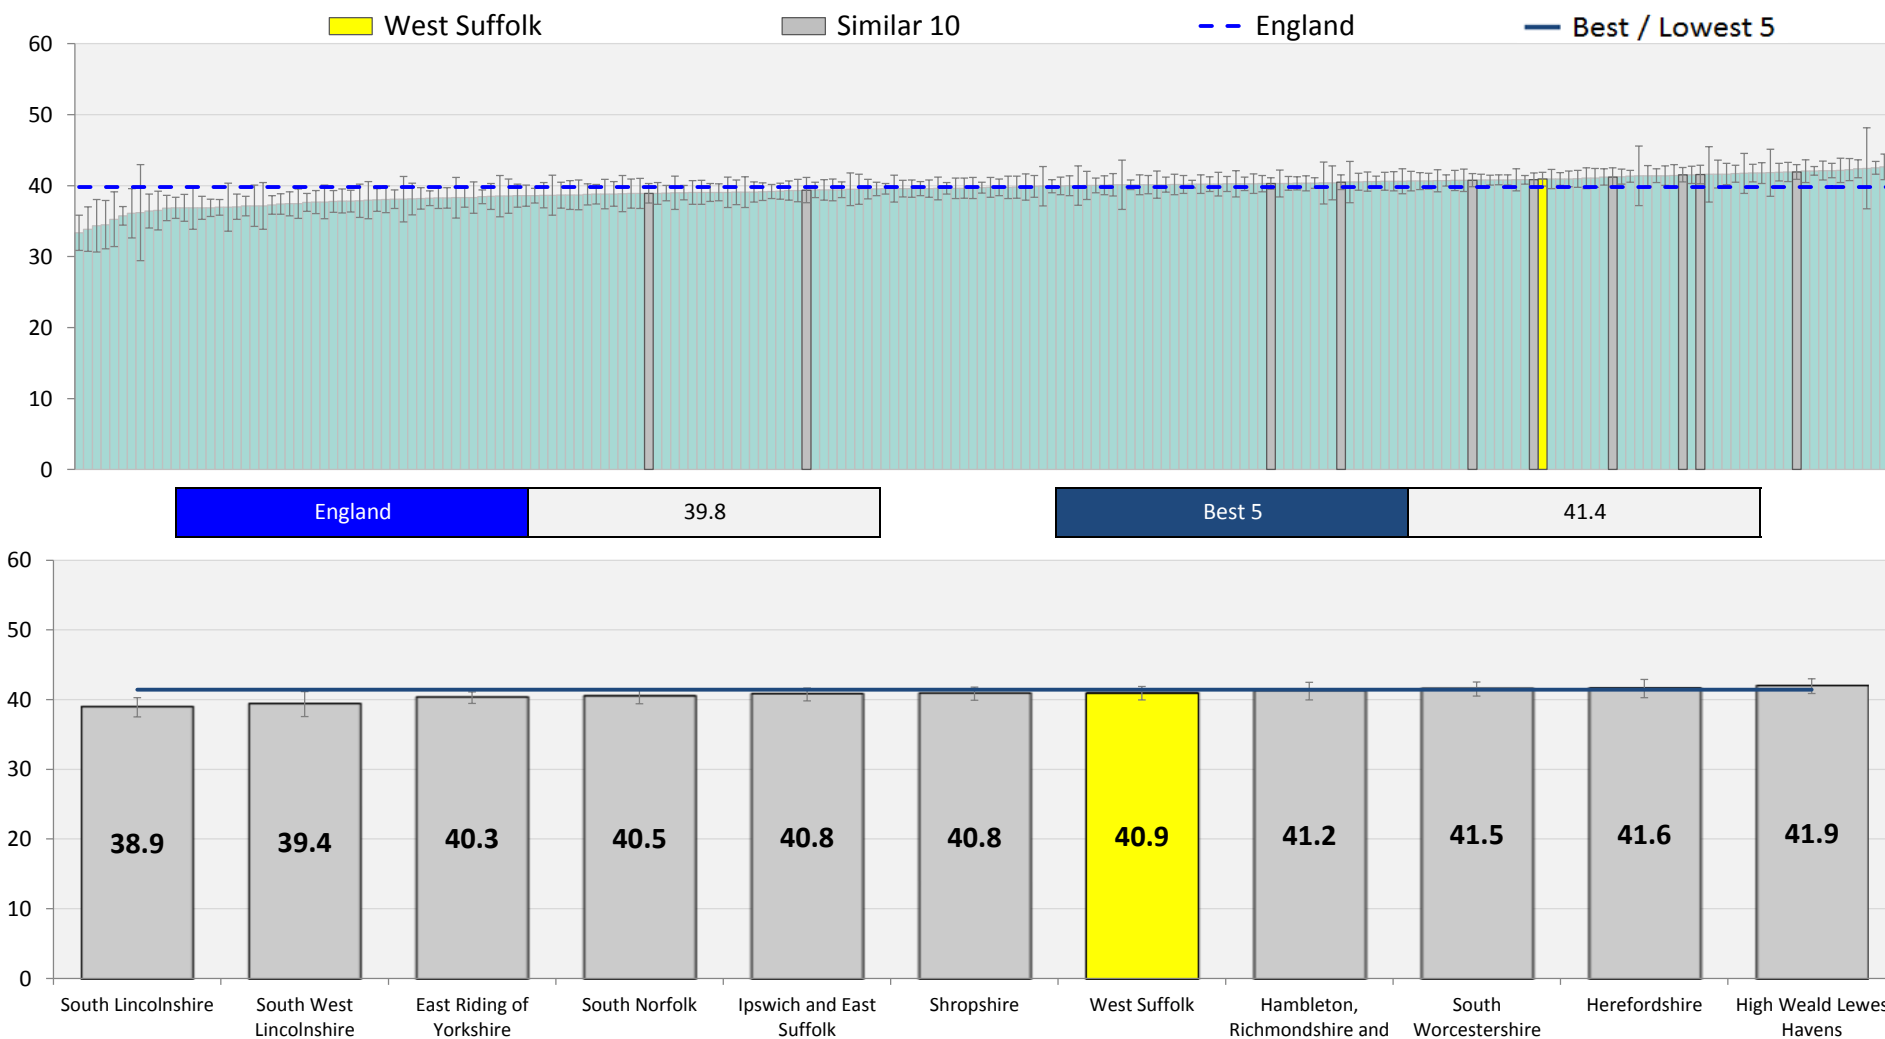 West Suffolk
Similar 10
England
Best / Lowest 5
60
50
40
30
20
10
0
England
39.8
Best 5
41.4
60
50
40
30
20
10
0
38.9
39.4
40.3
40.5
40.8
40.8
40.9
41.2
41.5
41.6
41.9
South Lincolnshire
South West
Lincolnshire
East Riding of
Yorkshire
South Norfolk
Ipswich and East
Suffolk
Shropshire
West Suffolk
Hambleton,
Richmondshire and
South
Worcestershire
Herefordshire
High Weald Lewes
Havens